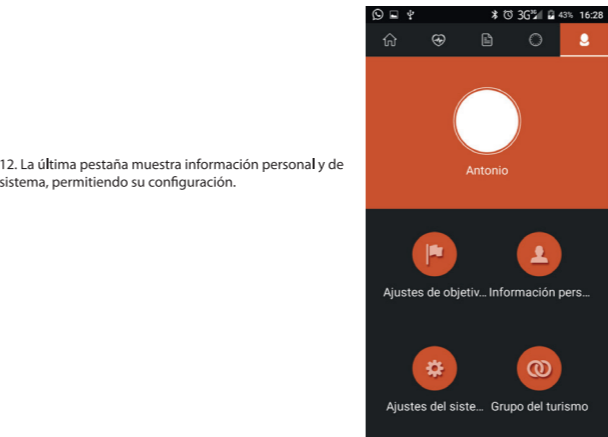 3G 43% 16:28
12. La última pestaña muestra información personal y de
sistema, permitiendo su configuración.
Antonio
Ajustes de objetiv... Información pers...
Ajustes del siste... Grupo del turismo